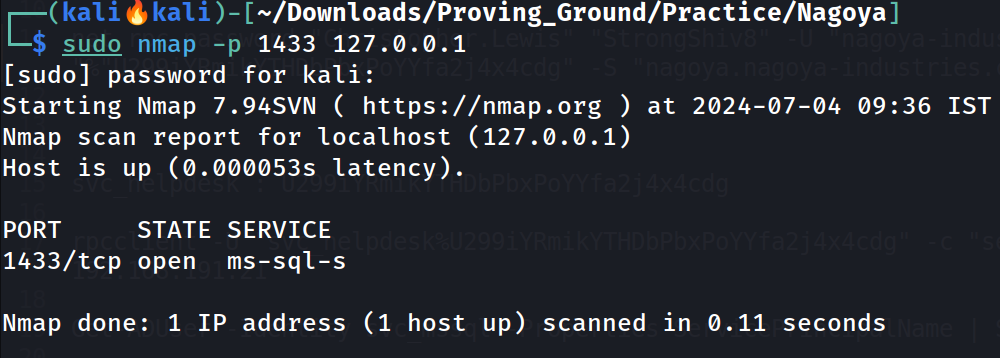 (kali🔥kali)-[~/Downloads/Proving_Ground/Practice/Nagoya]
$ sudo nmap -p 1433 127.0.0.1
[sudo] password for kali:
Starting Nmap 7.94SVN ( https://nmap.org ) at 2024-07-04 09:36 IST
Nmap scan report for localhost (127.0.0.1)
Host is up (0.000053s latency).
PORT     STATE SERVICE
1433/tcp open  ms-sql-s
Nmap done: 1 IP address (1 host up) scanned in 0.11 seconds